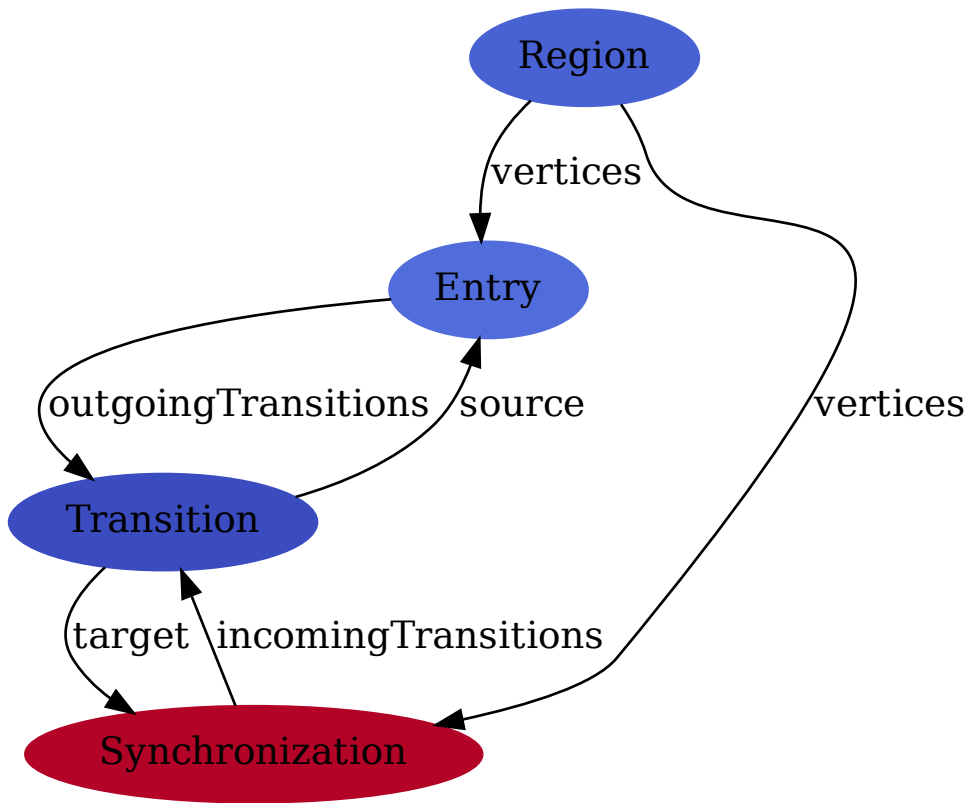 Region
vertices
Entry
outgoingTransitions
source
vertices
Transition
target
incomingTransitions
Synchronization